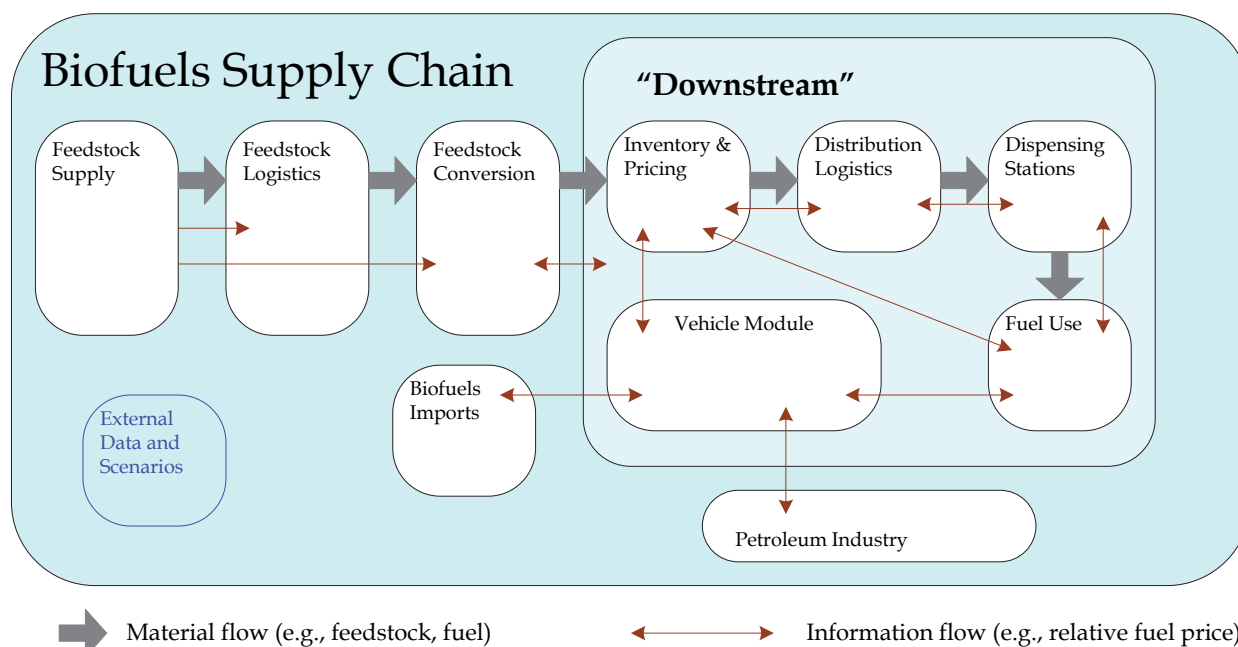 Biofuels Supply Chain
“Downstream”
Feedstock
Supply
Feedstock
Logistics
Feedstock
Conversion
Inventory &
Pricing
Distribution
Logistics
Dispensing
Stations
Vehicle Module
Fuel Use
Biofuels
Imports
External
Data and
Scenarios
Petroleum Industry
Material flow (e.g., feedstock, fuel)
Information flow (e.g., relative fuel price)